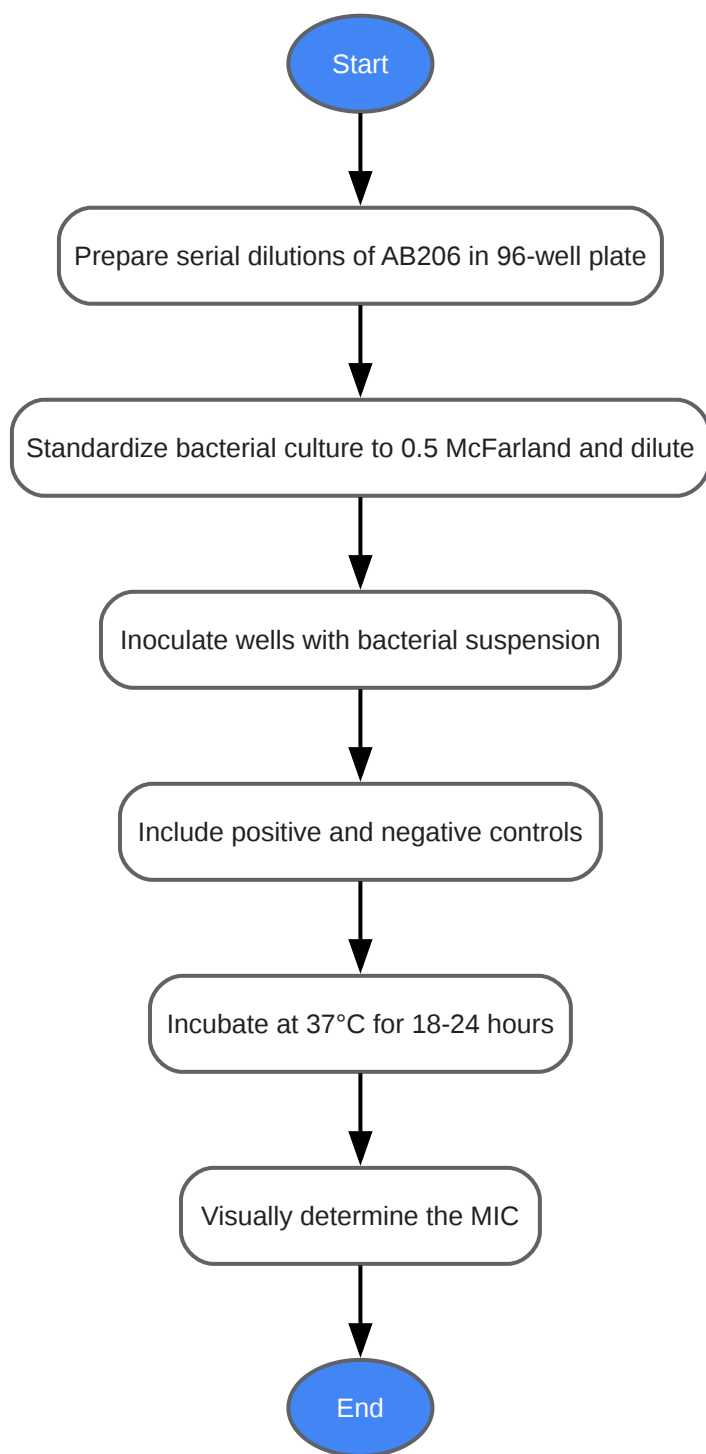 Start
Prepare serial dilutions of AB206 in 96-well plate
Standardize bacterial culture to 0.5 McFarland and dilute
Inoculate wells with bacterial suspension
Include positive and negative controls
Incubate at 37°C for 18-24 hours
Visually determine the MIC
End